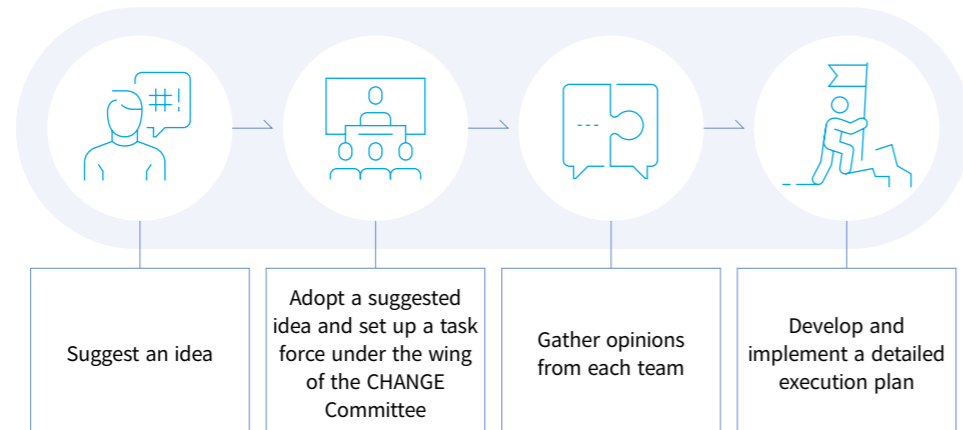 #!
Suggest an idea
Adopt a suggested
idea and set up a task
force under the wing
of the CHANGE
Committee
Gather opinions
from each team
Develop and
implement a detailed
execution plan